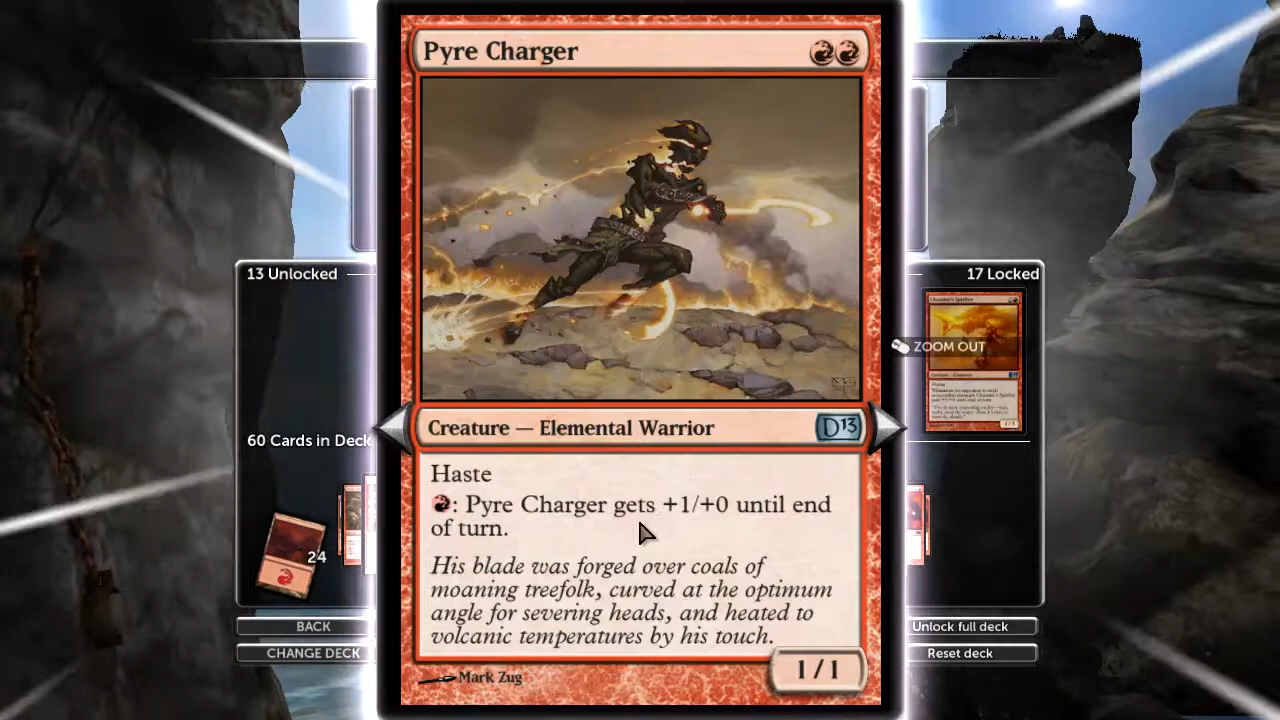 Pyre Charger
13 Unlocked
17 Locked
Chandra's Spitfire
ZOOM OUT
Creature — Elemental Warrior
D13
60 Cards in Deck
Haste
: Pyre Charger gets +1/+0 until end
of turn.
His blade was forged over coals of
moaning treefolk, curved at the optimum
angle for severing heads, and heated to
volcanic temperatures by his touch.
24
BACK
Unlock full deck
CHANGE DECK
Reset deck
Mark Zug
1/1